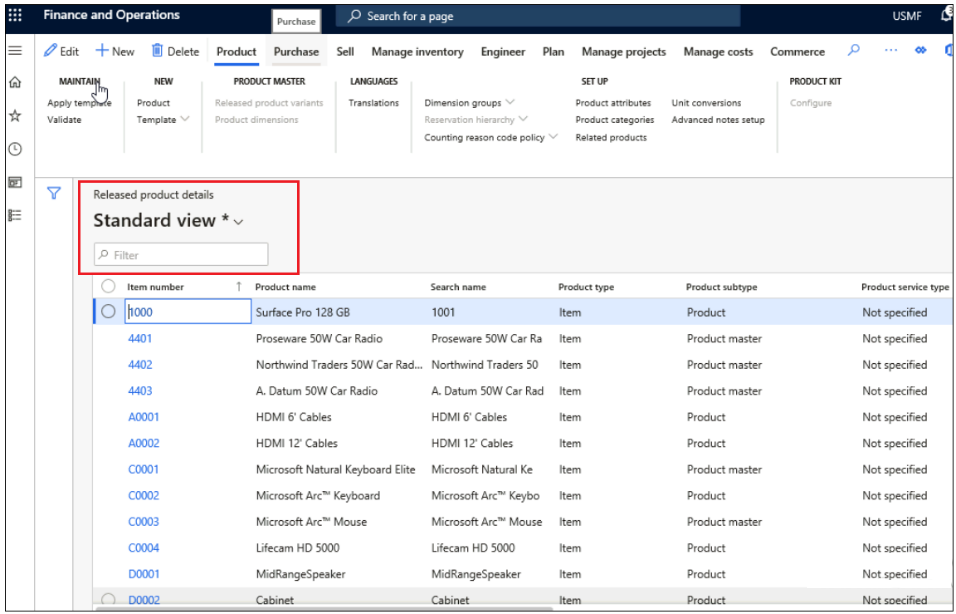 Finance and Operations Purchase Search for a page USMF
Edit New Delete Product Purchase Sell Manage inventory Engineer Plan Manage projects Manage costs Commerce
MAINTAIN NEW PRODUCT MASTER LANGUAGES SET UP PRODUCT KIT
Apply template Product Released product variants Translations Dimension groups Product attributes Unit conversions Configure
Validate Template Product dimensions Reservation hierarchy Product categories Advanced notes setup
Counting reason code policy Related products
Released product details
Standard view *
Filter
Item number ↑ Product name Search name Product type Product subtype Product service type
1000 Surface Pro 128 GB 1001 Item Product Not specified
4401 Proseware 50W Car Radio Proseware 50W Car Ra Item Product master Not specified
4402 Northwind Traders 50W Car Rad... Northwind Traders 50 Item Product master Not specified
4403 A. Datum 50W Car Radio A. Datum 50W Car Rad Item Product master Not specified
A0001 HDMI 6' Cables HDMI 6' Cables Item Product Not specified
A0002 HDMI 12' Cables HDMI 12' Cables Item Product Not specified
C0001 Microsoft Natural Keyboard Elite Microsoft Natural Ke Item Product master Not specified
C0002 Microsoft Arc™ Keyboard Microsoft Arc™ Keybo Item Product Not specified
C0003 Microsoft Arc™ Mouse Microsoft Arc™ Mouse Item Product master Not specified
C0004 Lifecam HD 5000 Lifecam HD 5000 Item Product Not specified
D0001 MidRangeSpeaker MidRangeSpeaker Item Product Not specified
D0002 Cabinet Cabinet Item Product Not specified